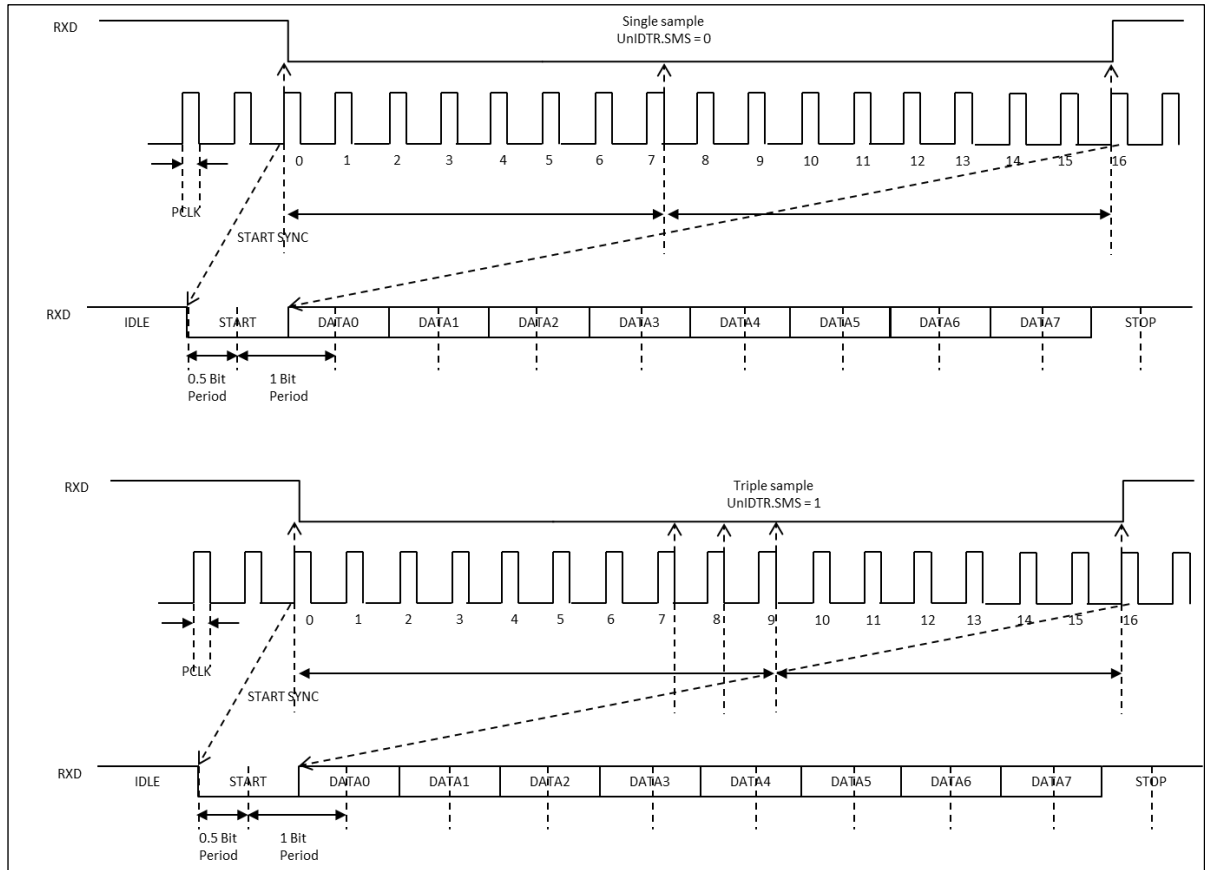 RXD
Single sample
UnIDTR.SMS = 0
0 1 2 3 4 5 6 7 8 9 10 11 12 13 14 15 16
PCLK
START SYNC
RXD
IDLE START DATA0 DATA1 DATA2 DATA3 DATA4 DATA5 DATA6 DATA7 STOP
0.5 Bit
Period
1 Bit
Period
RXD
Triple sample
UnIDTR.SMS = 1
0 1 2 3 4 5 6 7 8 9 10 11 12 13 14 15 16
PCLK
START SYNC
RXD
IDLE START DATA0 DATA1 DATA2 DATA3 DATA4 DATA5 DATA6 DATA7 STOP
0.5 Bit
Period
1 Bit
Period